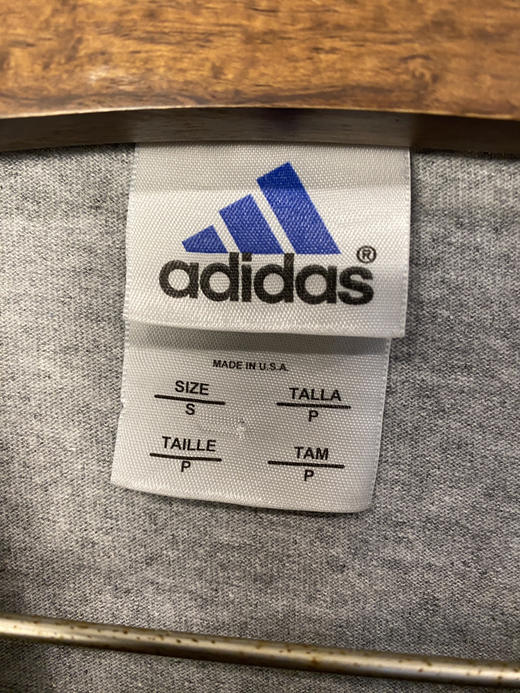 adidas®
MADE IN U.S.A.
SIZE
S
TALLA
P
TAILLE
P
TAM
P